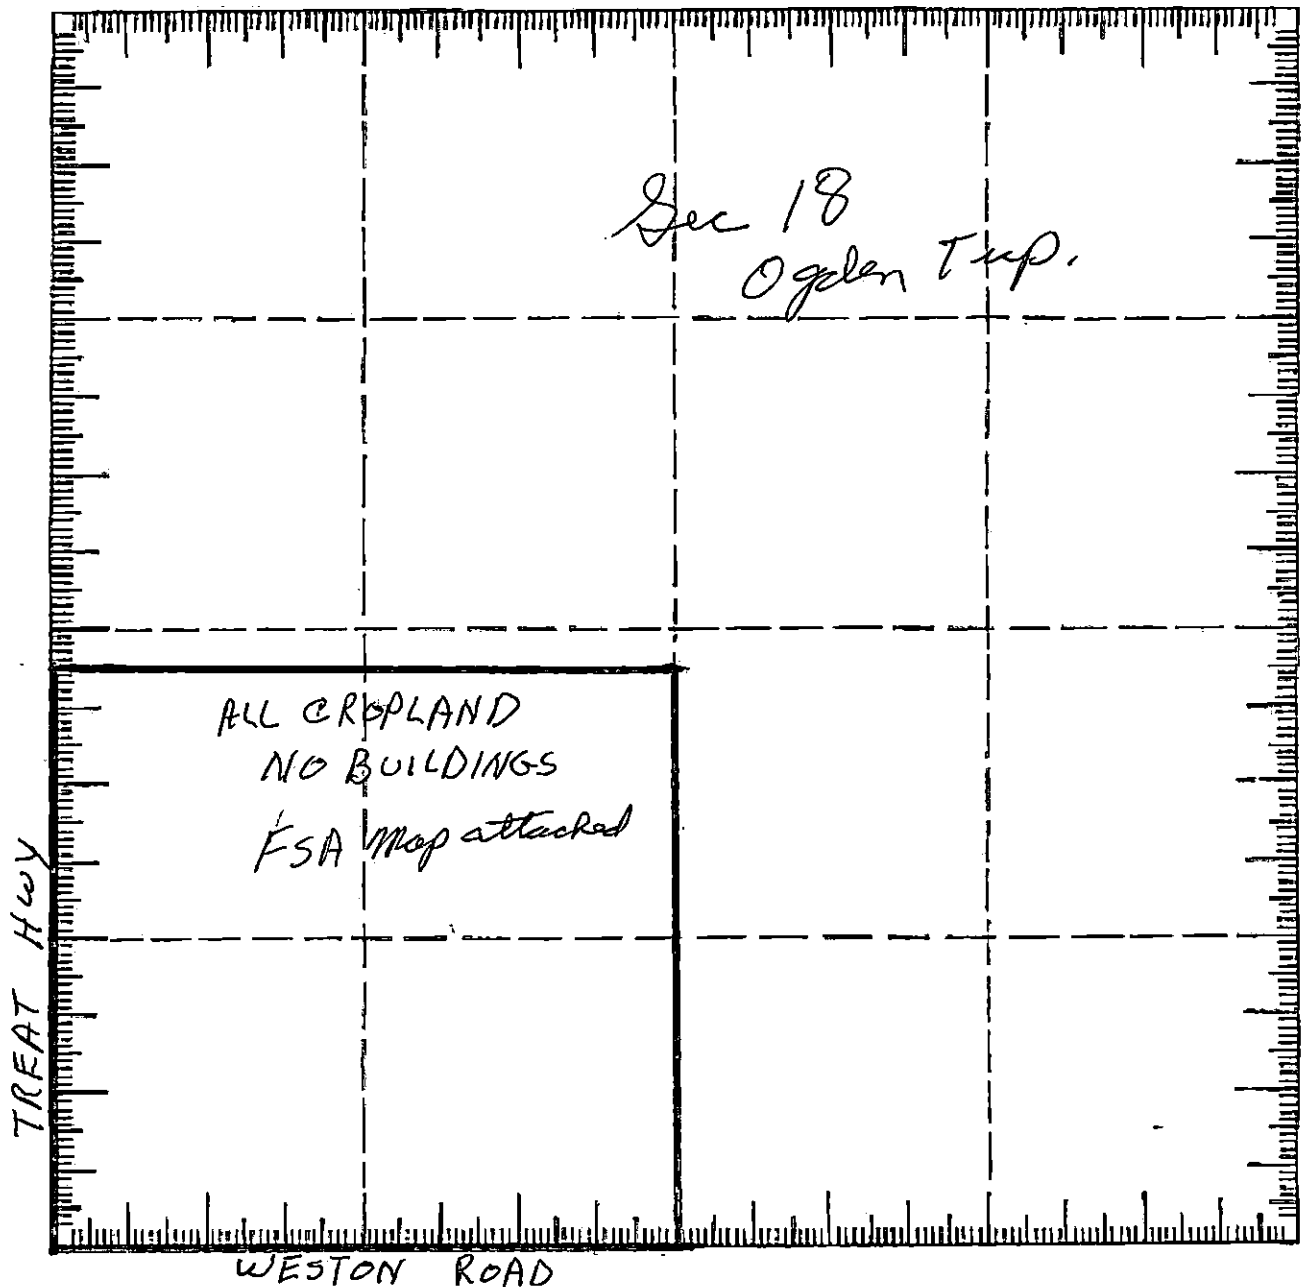 Sec 18
Ogden Twp.
ALL CROPLAND
NO BUILDINGS
FSA Map attached
TREAT HWY
WESTON ROAD